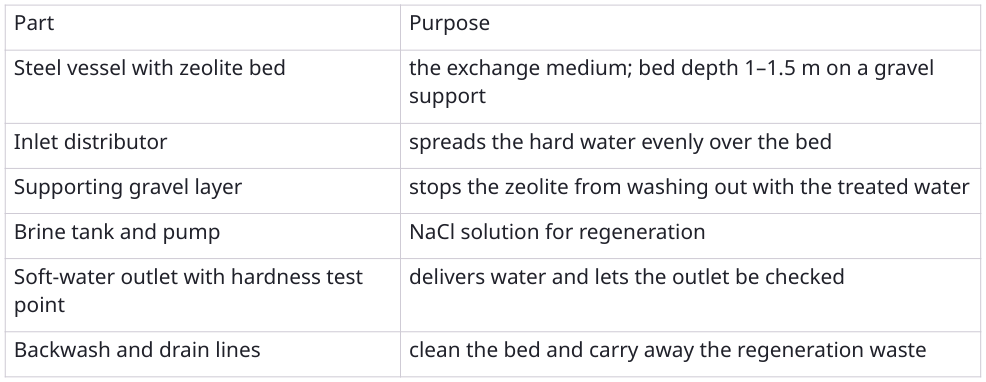 Part
Purpose
Steel vessel with zeolite bed
the exchange medium; bed depth 1–1.5 m on a gravel
support
Inlet distributor
spreads the hard water evenly over the bed
Supporting gravel layer
stops the zeolite from washing out with the treated water
Brine tank and pump
NaCl solution for regeneration
Soft-water outlet with hardness test
point
delivers water and lets the outlet be checked
Backwash and drain lines
clean the bed and carry away the regeneration waste